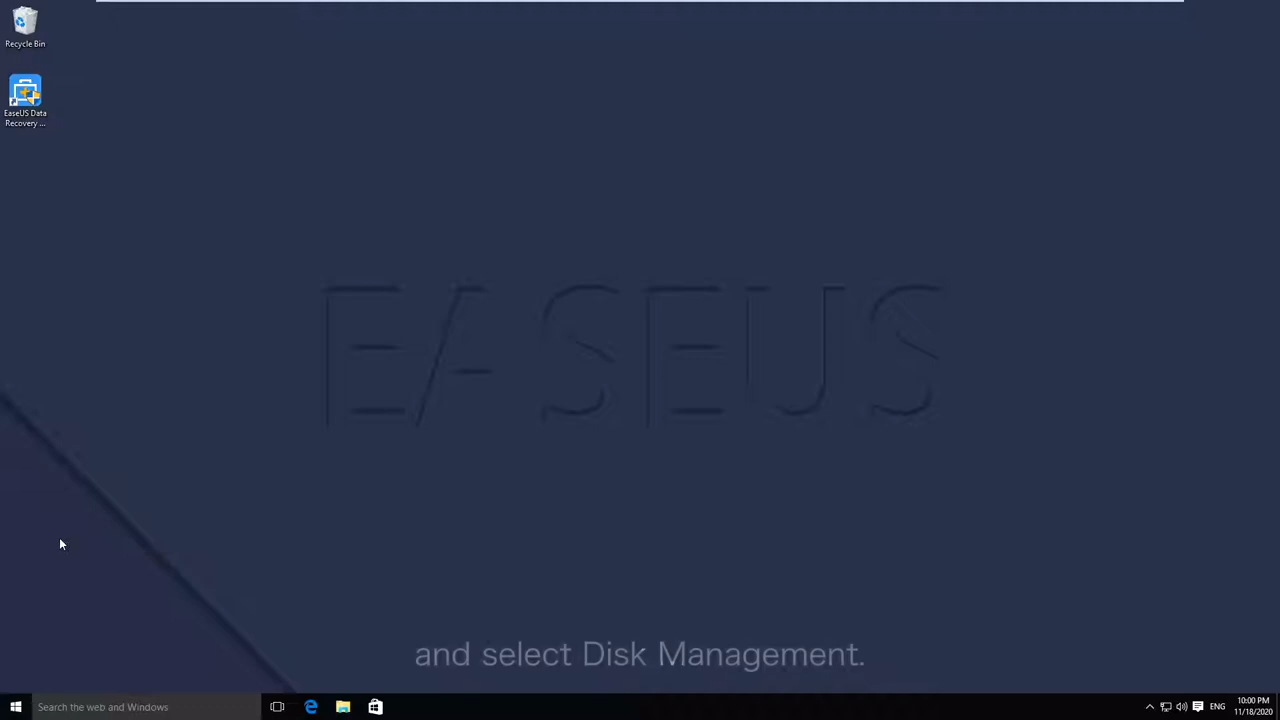 Recycle Bin
EaseUS Data
Recovery ...
EASEUS
and select Disk Management.
Search the web and Windows
ENG
10:00 PM
11/18/2020